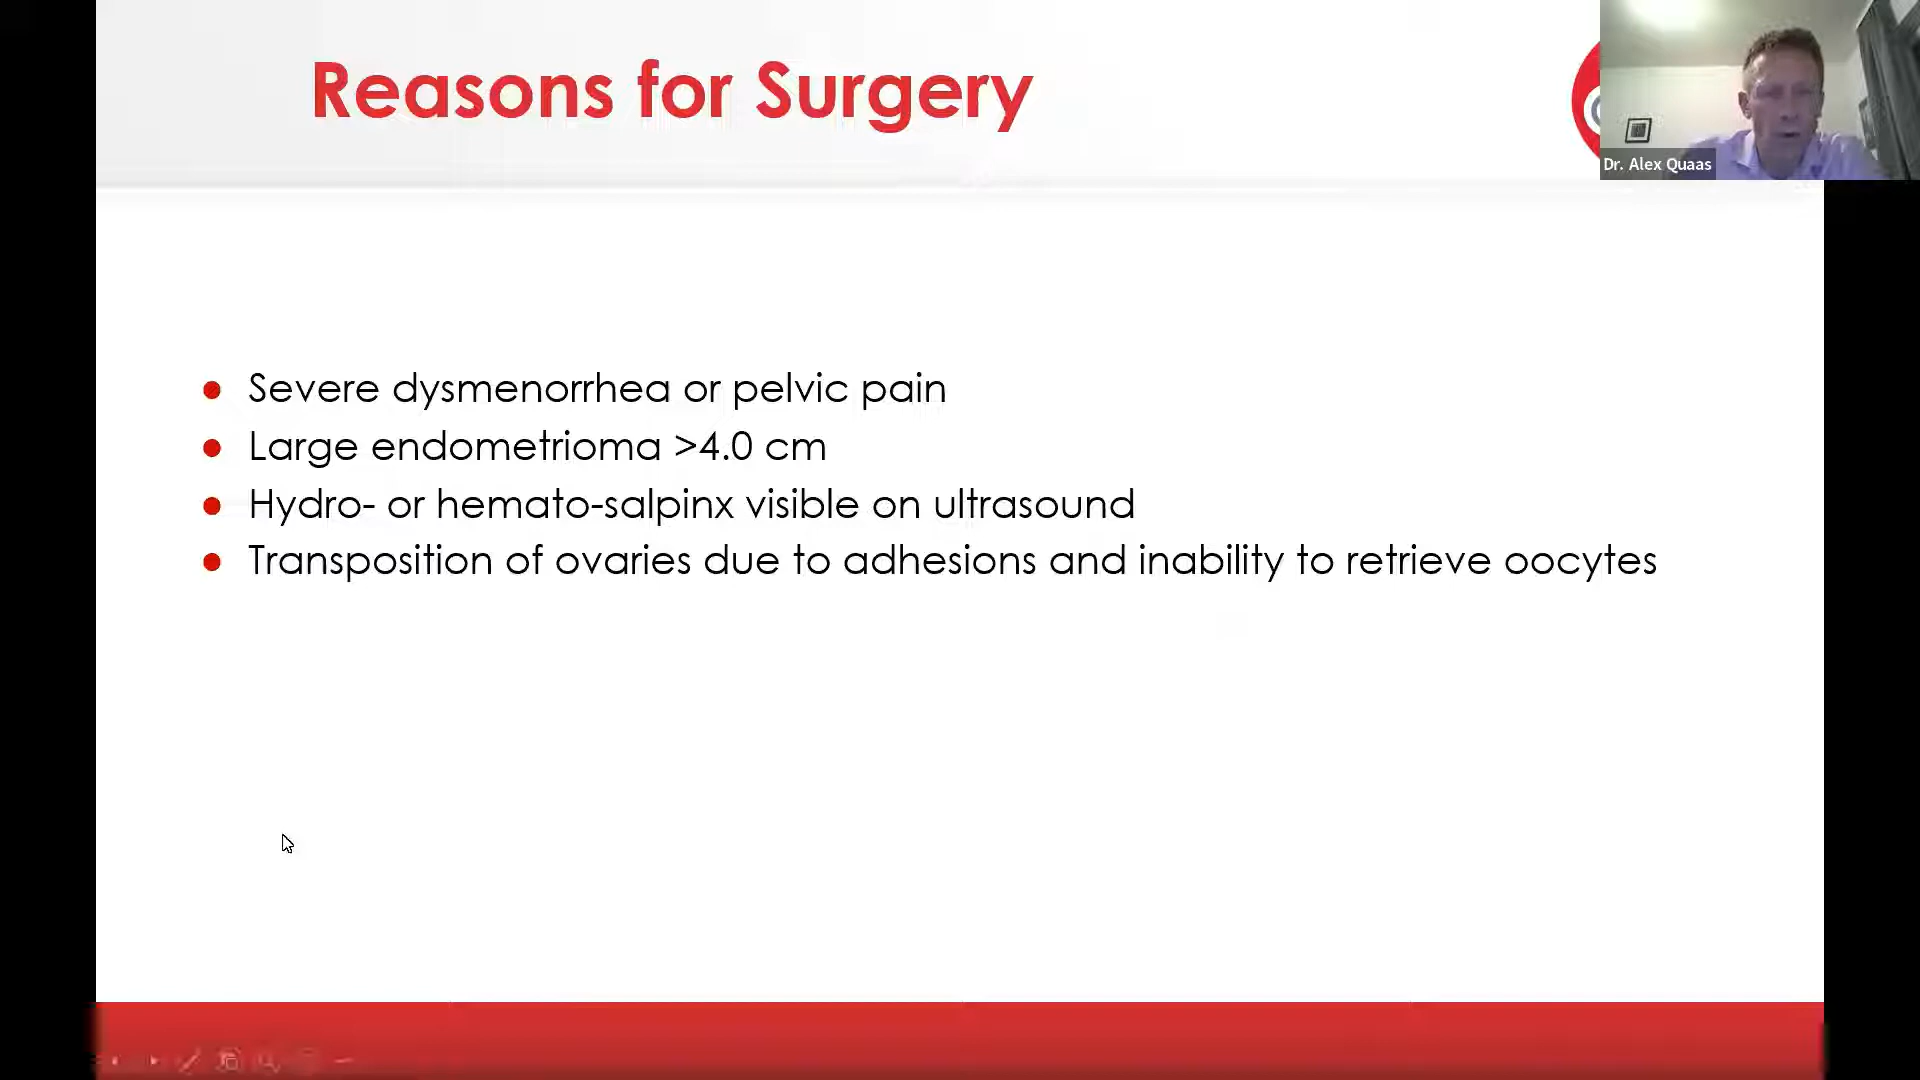 Reasons for Surgery
Dr. Alex Quaas
● Severe dysmenorrhea or pelvic pain
● Large endometrioma >4.0 cm
● Hydro- or hemato-salpinx visible on ultrasound
● Transposition of ovaries due to adhesions and inability to retrieve oocytes